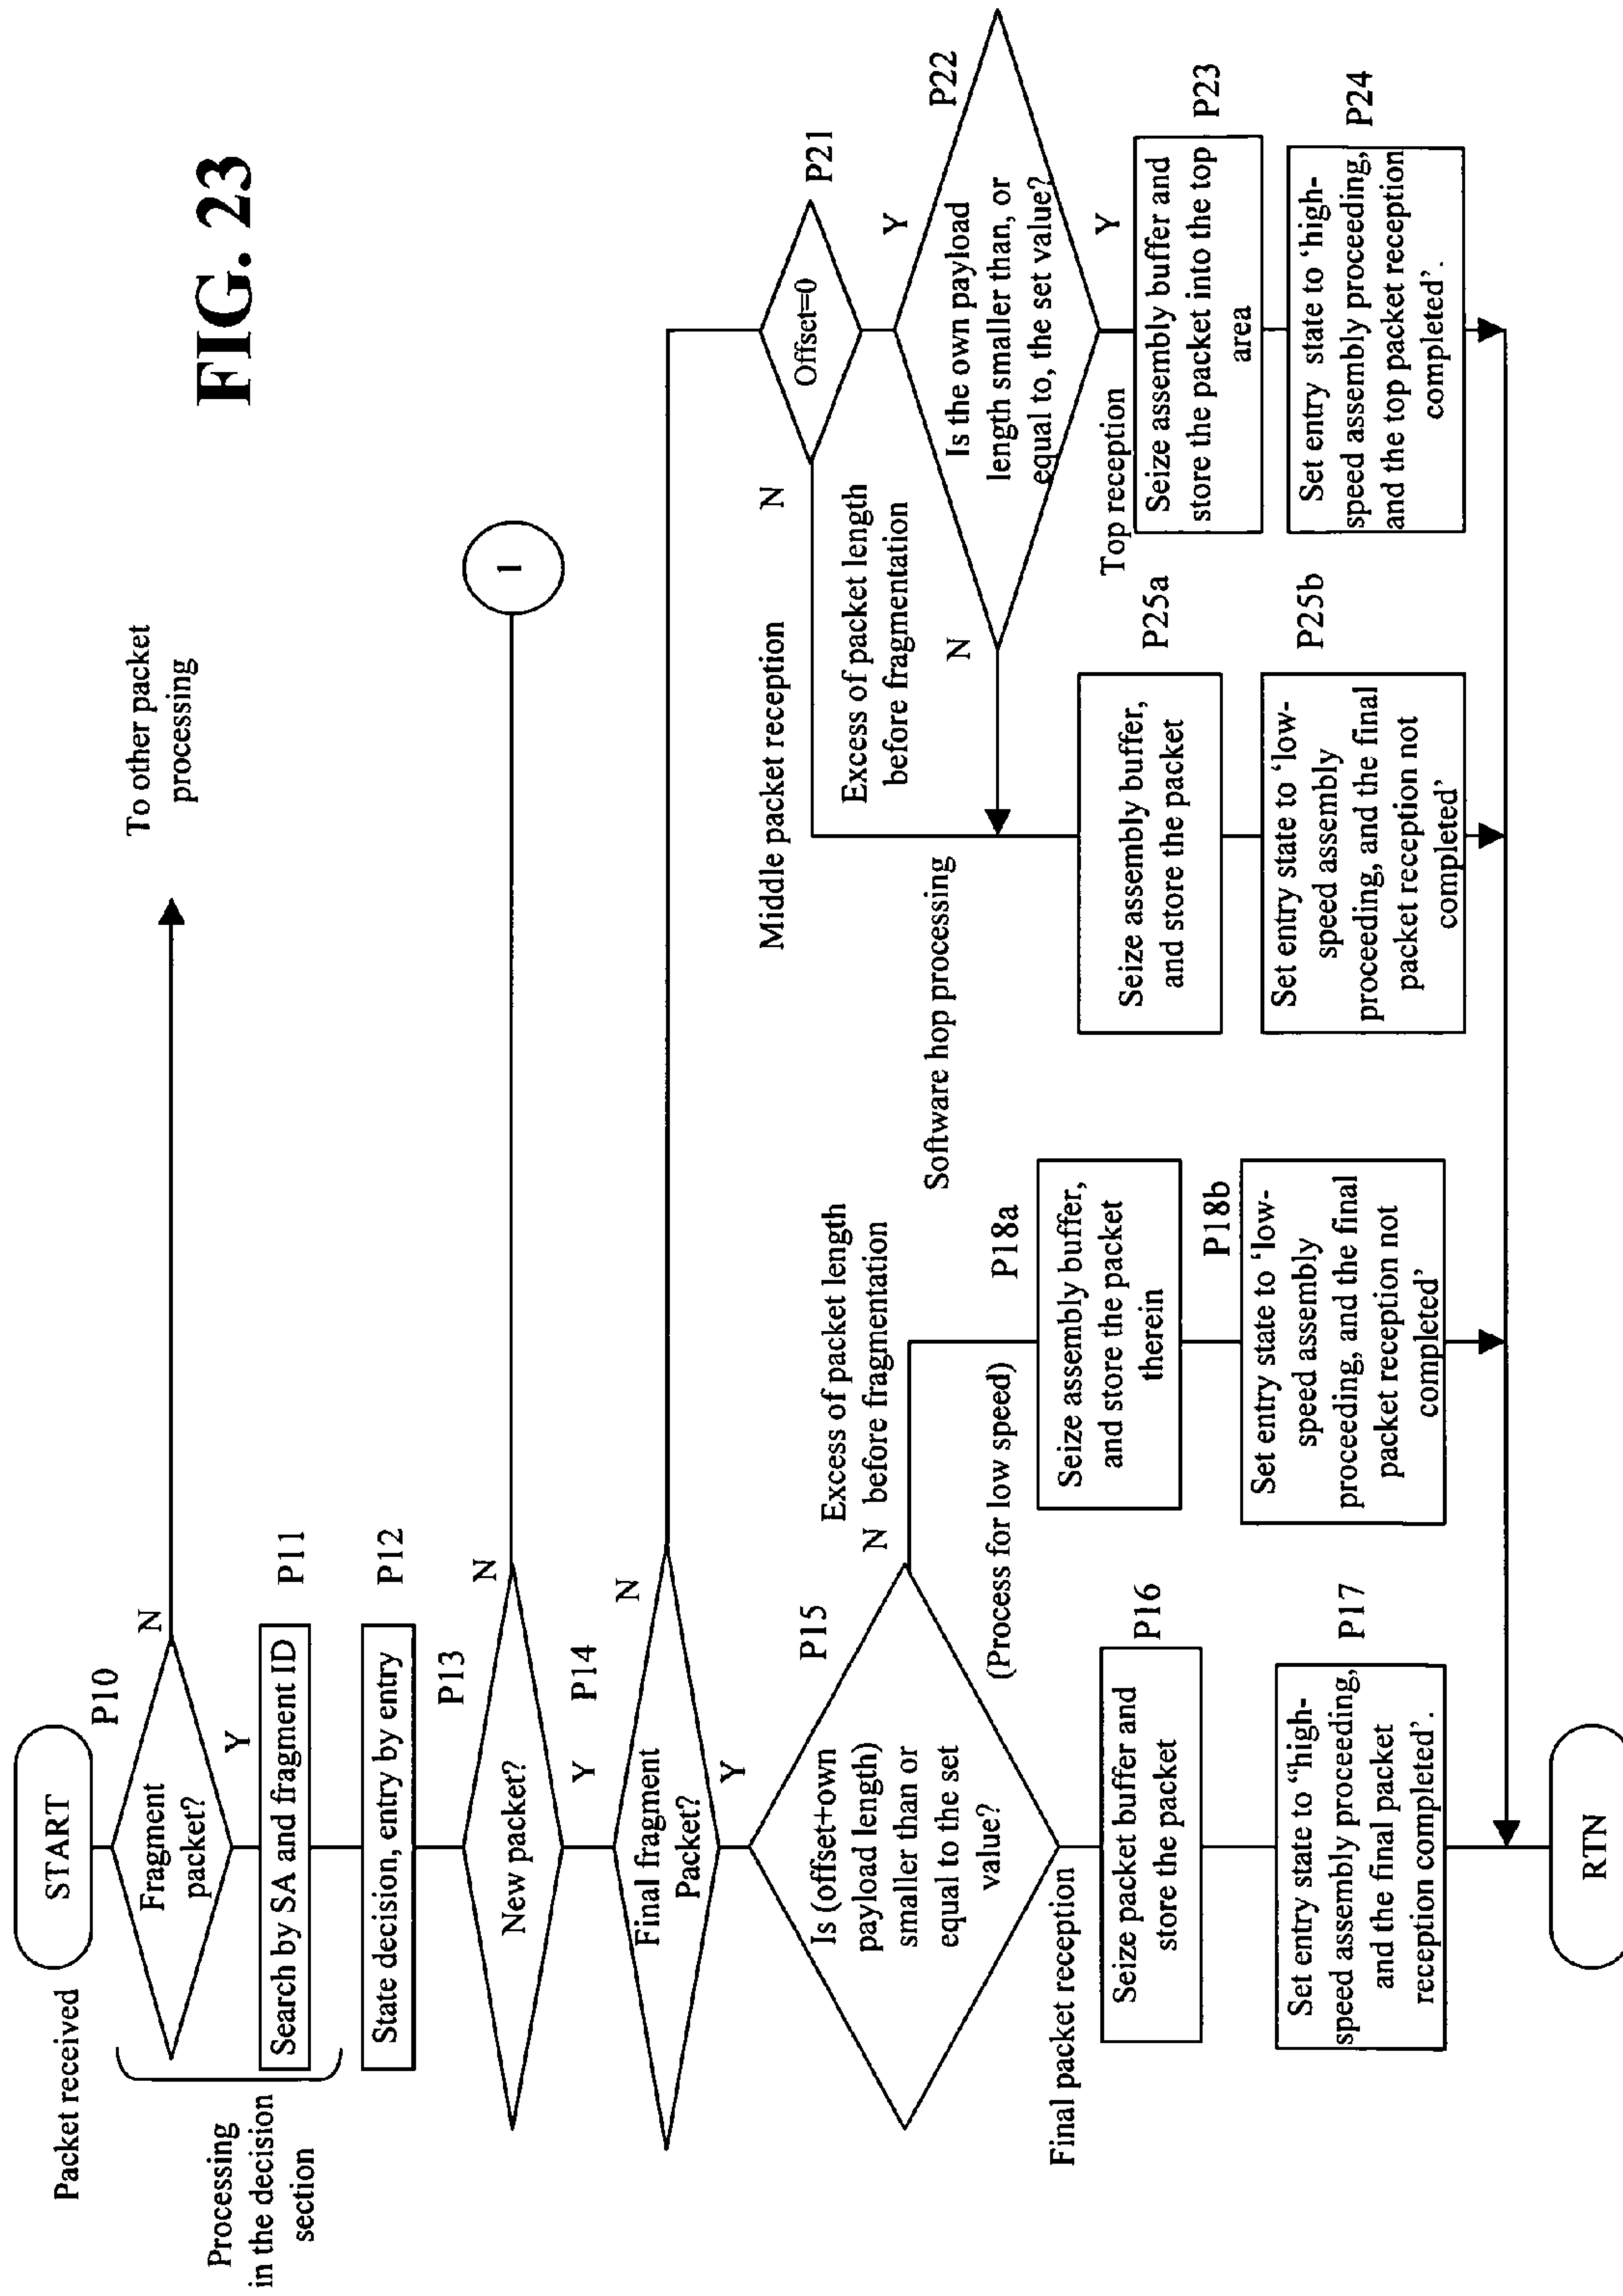 FIG. 23
Packet received
START
P10
Fragment
packet?
N
To other packet
processing
Y
Processing
in the decision
section
Search by SA and fragment ID
P11
State decision, entry by entry
P12
P13
New packet?
N
1
Y
P14
Final fragment
Packet?
N
Y
P15
Is (offset+own
payload length)
smaller than or
equal to the set
value?
N
Excess of packet length
before fragmentation
(Process for low speed)
Final packet reception
Seize packet buffer and
store the packet
P16
Set entry state to "high-
speed assembly proceeding,
and the final packet
reception completed'.
P17
P18a
Seize assembly buffer,
and store the packet
therein
P18b
Set entry state to 'low-
speed assembly
proceeding, and the final
packet reception not
completed'
Middle packet reception
N
Offset=0
P21
Y
Excess of packet length
before fragmentation
N
Is the own payload
length smaller than, or
equal to, the set value?
P22
Y
Software hop processing
Top reception
P25a
Seize assembly buffer,
and store the packet
P25b
Set entry state to 'low-
speed assembly
proceeding, and the final
packet reception not
completed'
Seize assembly buffer and
store the packet into the top
area
P23
Set entry state to 'high-
speed assembly proceeding,
and the top packet reception
completed'.
P24
RTN